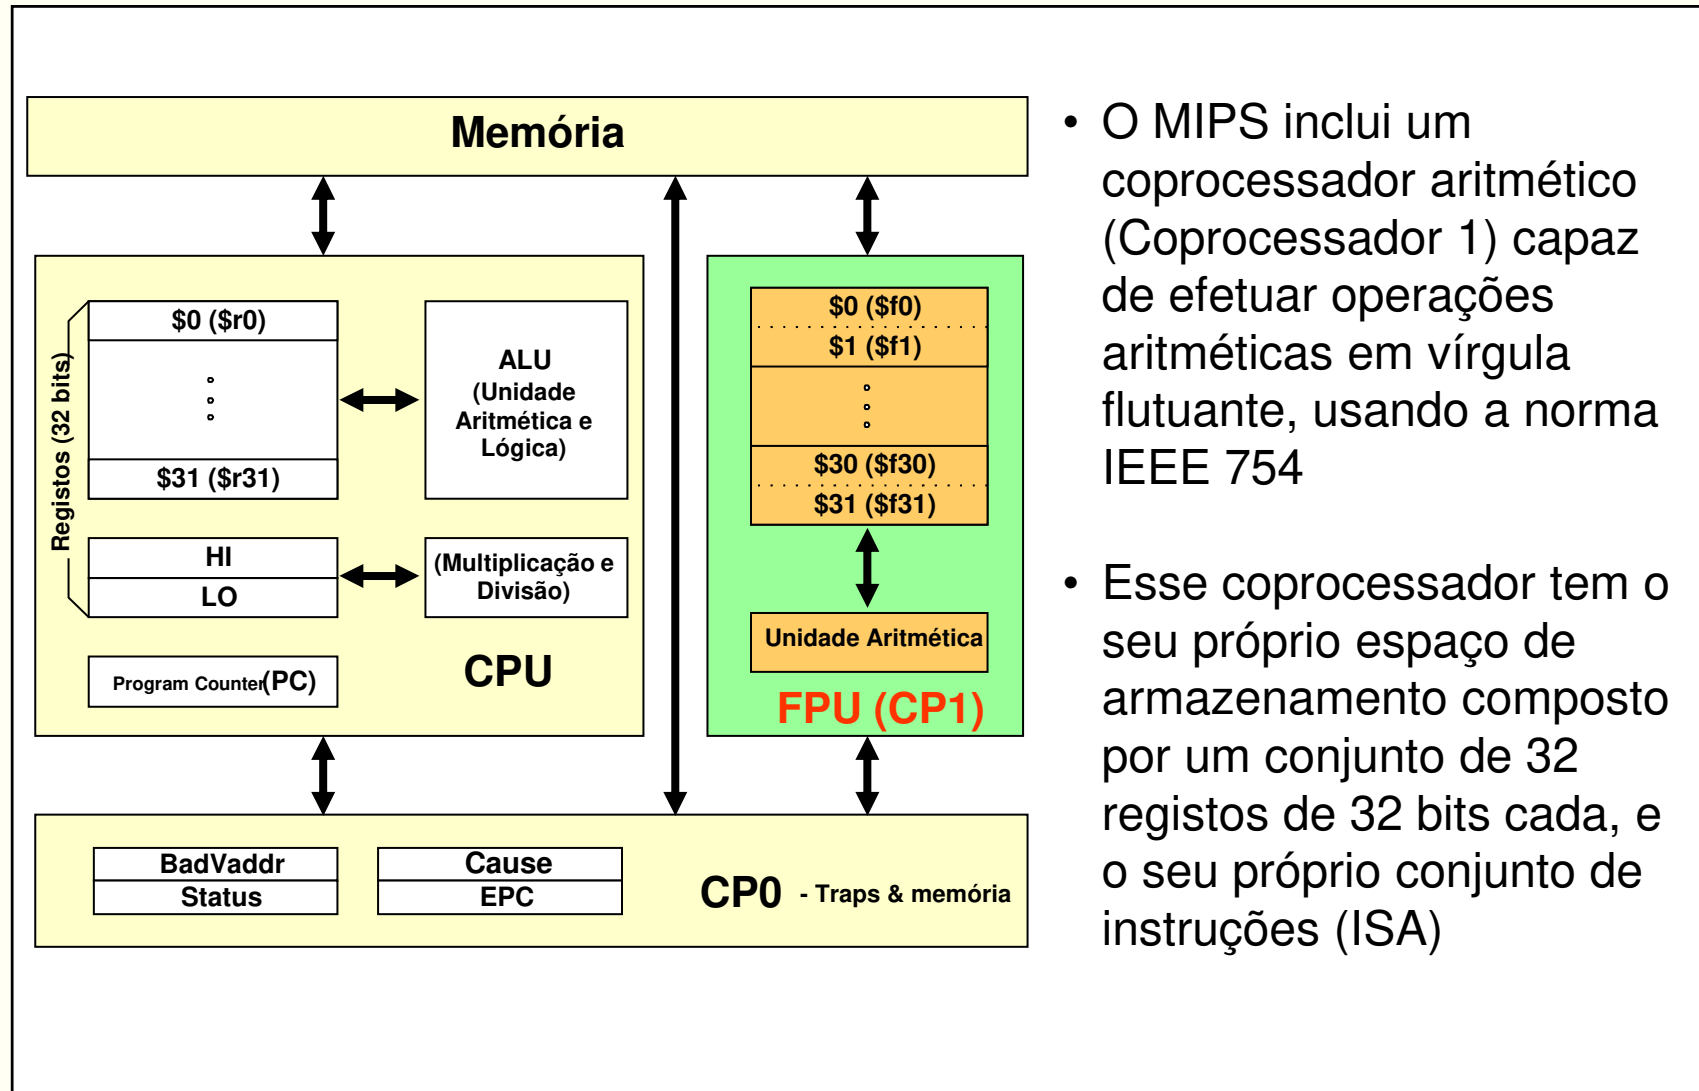 Memória
Registos (32 bits)
$0 ($r0)
$31 ($r31)
HI
LO
Program Counter(PC)
ALU
(Unidade
Aritmética e
Lógica)
(Multiplicação e
Divisão)
CPU
$0 ($f0)
$1 ($f1)
$30 ($f30)
$31 ($f31)
Unidade Aritmética
FPU (CP1)
BadVaddr
Status
Cause
EPC
CP0 - Traps & memória
• O MIPS inclui um
coprocessador aritmético
(Coprocessador 1) capaz
de efetuar operações
aritméticas em vírgula
flutuante, usando a norma
IEEE 754
• Esse coprocessador tem o
seu próprio espaço de
armazenamento composto
por um conjunto de 32
registos de 32 bits cada, e
o seu próprio conjunto de
instruções (ISA)